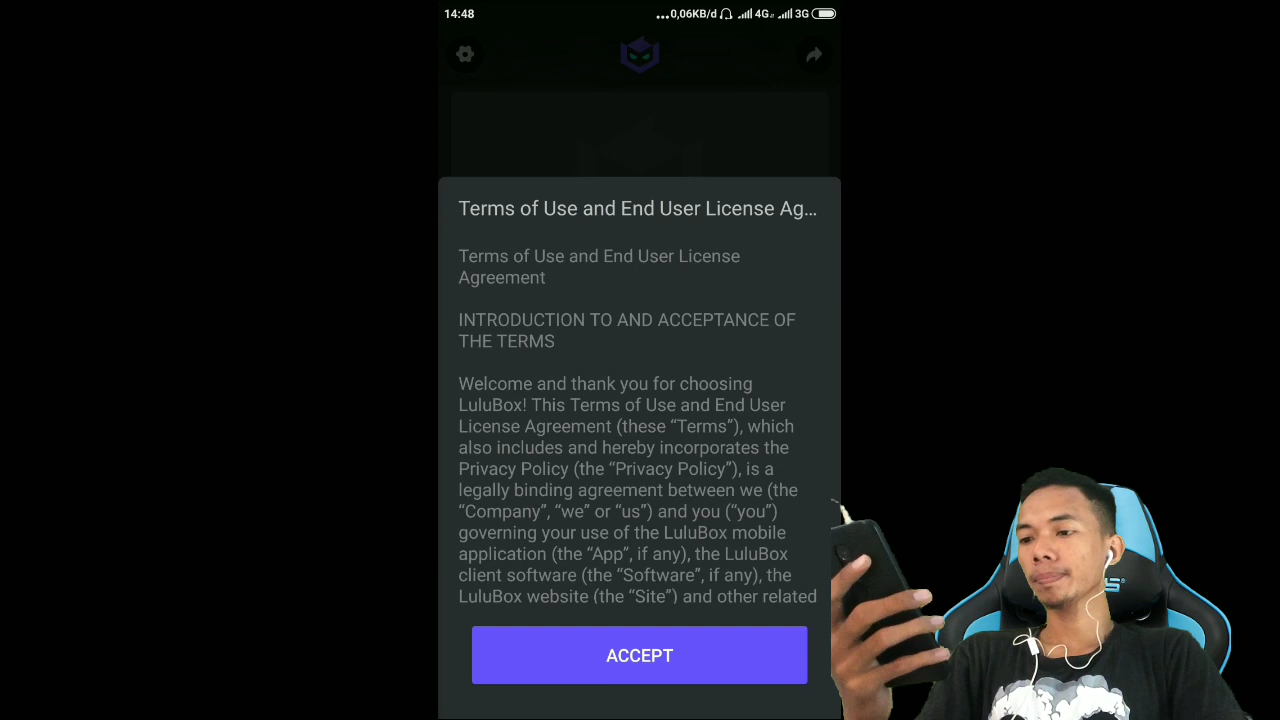 14:48
...0,06KB/d 4G 3G
Terms of Use and End User License Ag...
Terms of Use and End User License
Agreement
INTRODUCTION TO AND ACCEPTANCE OF
THE TERMS
Welcome and thank you for choosing
LuluBox! This Terms of Use and End User
License Agreement (these “Terms”), which
also includes and hereby incorporates the
Privacy Policy (the “Privacy Policy”), is a
legally binding agreement between we (the
“Company”, “we” or “us”) and you (“you”)
governing your use of the LuluBox mobile
application (the “App”, if any), the LuluBox
client software (the “Software”, if any), the
LuluBox website (the “Site”) and other related
ACCEPT